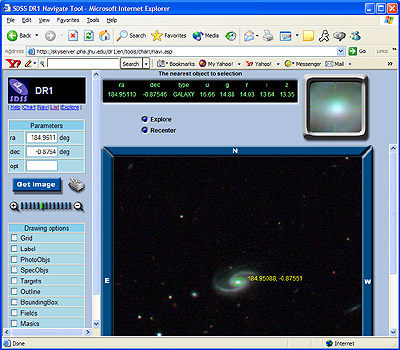 SDSS DR1 Navigate Tool - Microsoft Internet Explorer
File Edit View Favorites Tools Help
Back Search Favorites Media
Address http://skyserver.pha.jhu.edu/dr1/en/tools/chart/navi.asp Go Links
Search Bookmarks My Yahoo! Yahoo! Finance Messenger Mail
The nearest object to selection
SDSS DR1
ra dec type u g r i z
184.95110 -0.87546 GALAXY 16.66 14.88 14.03 13.64 13.35
Help |Chart |Navi |List |Explore |
Explore
Recenter
Parameters
ra 184.9511 deg
dec -0.8754 deg
opt
Get Image
N
Drawing options
Grid
Label
PhotoObjs
SpecObjs
Targets
Outline
BoundingBox
Fields
Masks
184.95088, -0.87551
E
W
Done
Internet